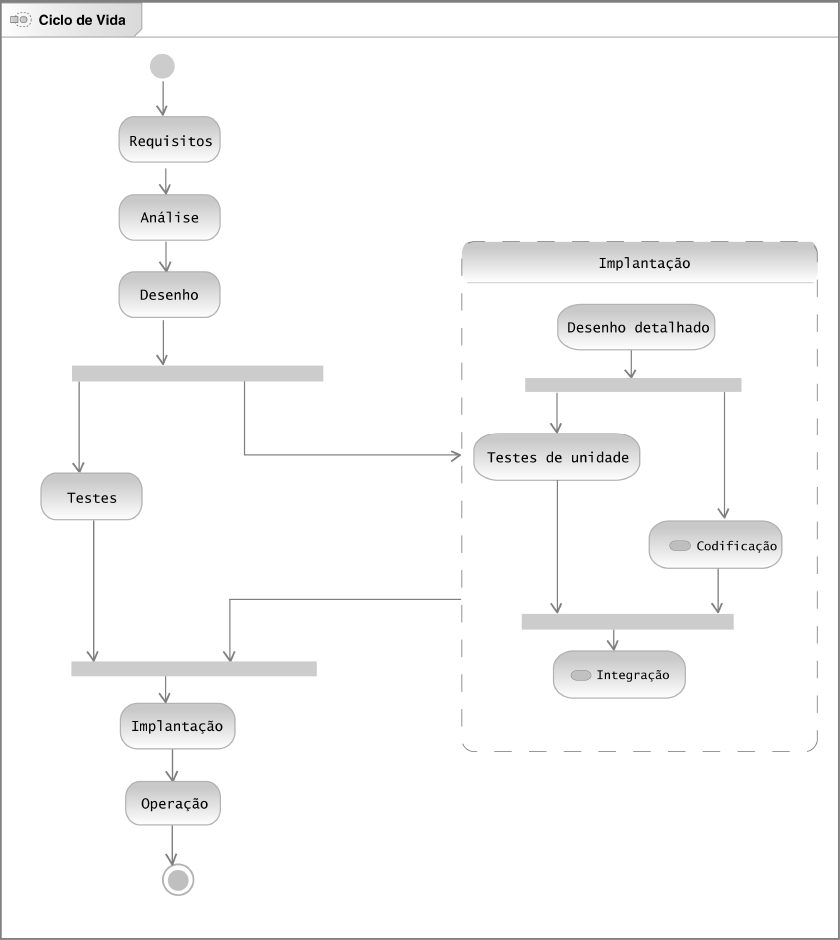 Ciclo de Vida
Requisitos
Análise
Desenho
Testes
Implantação
Desenho detalhado
Testes de unidade
Codificação
Integração
Implantação
Operação